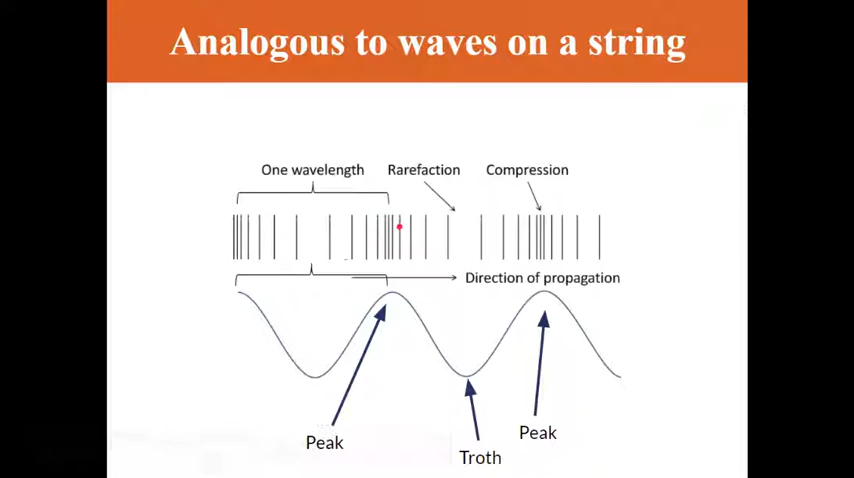 Analogous to waves on a string
One wavelength
Rarefaction
Compression
Direction of propagation
Peak
Peak
Troth